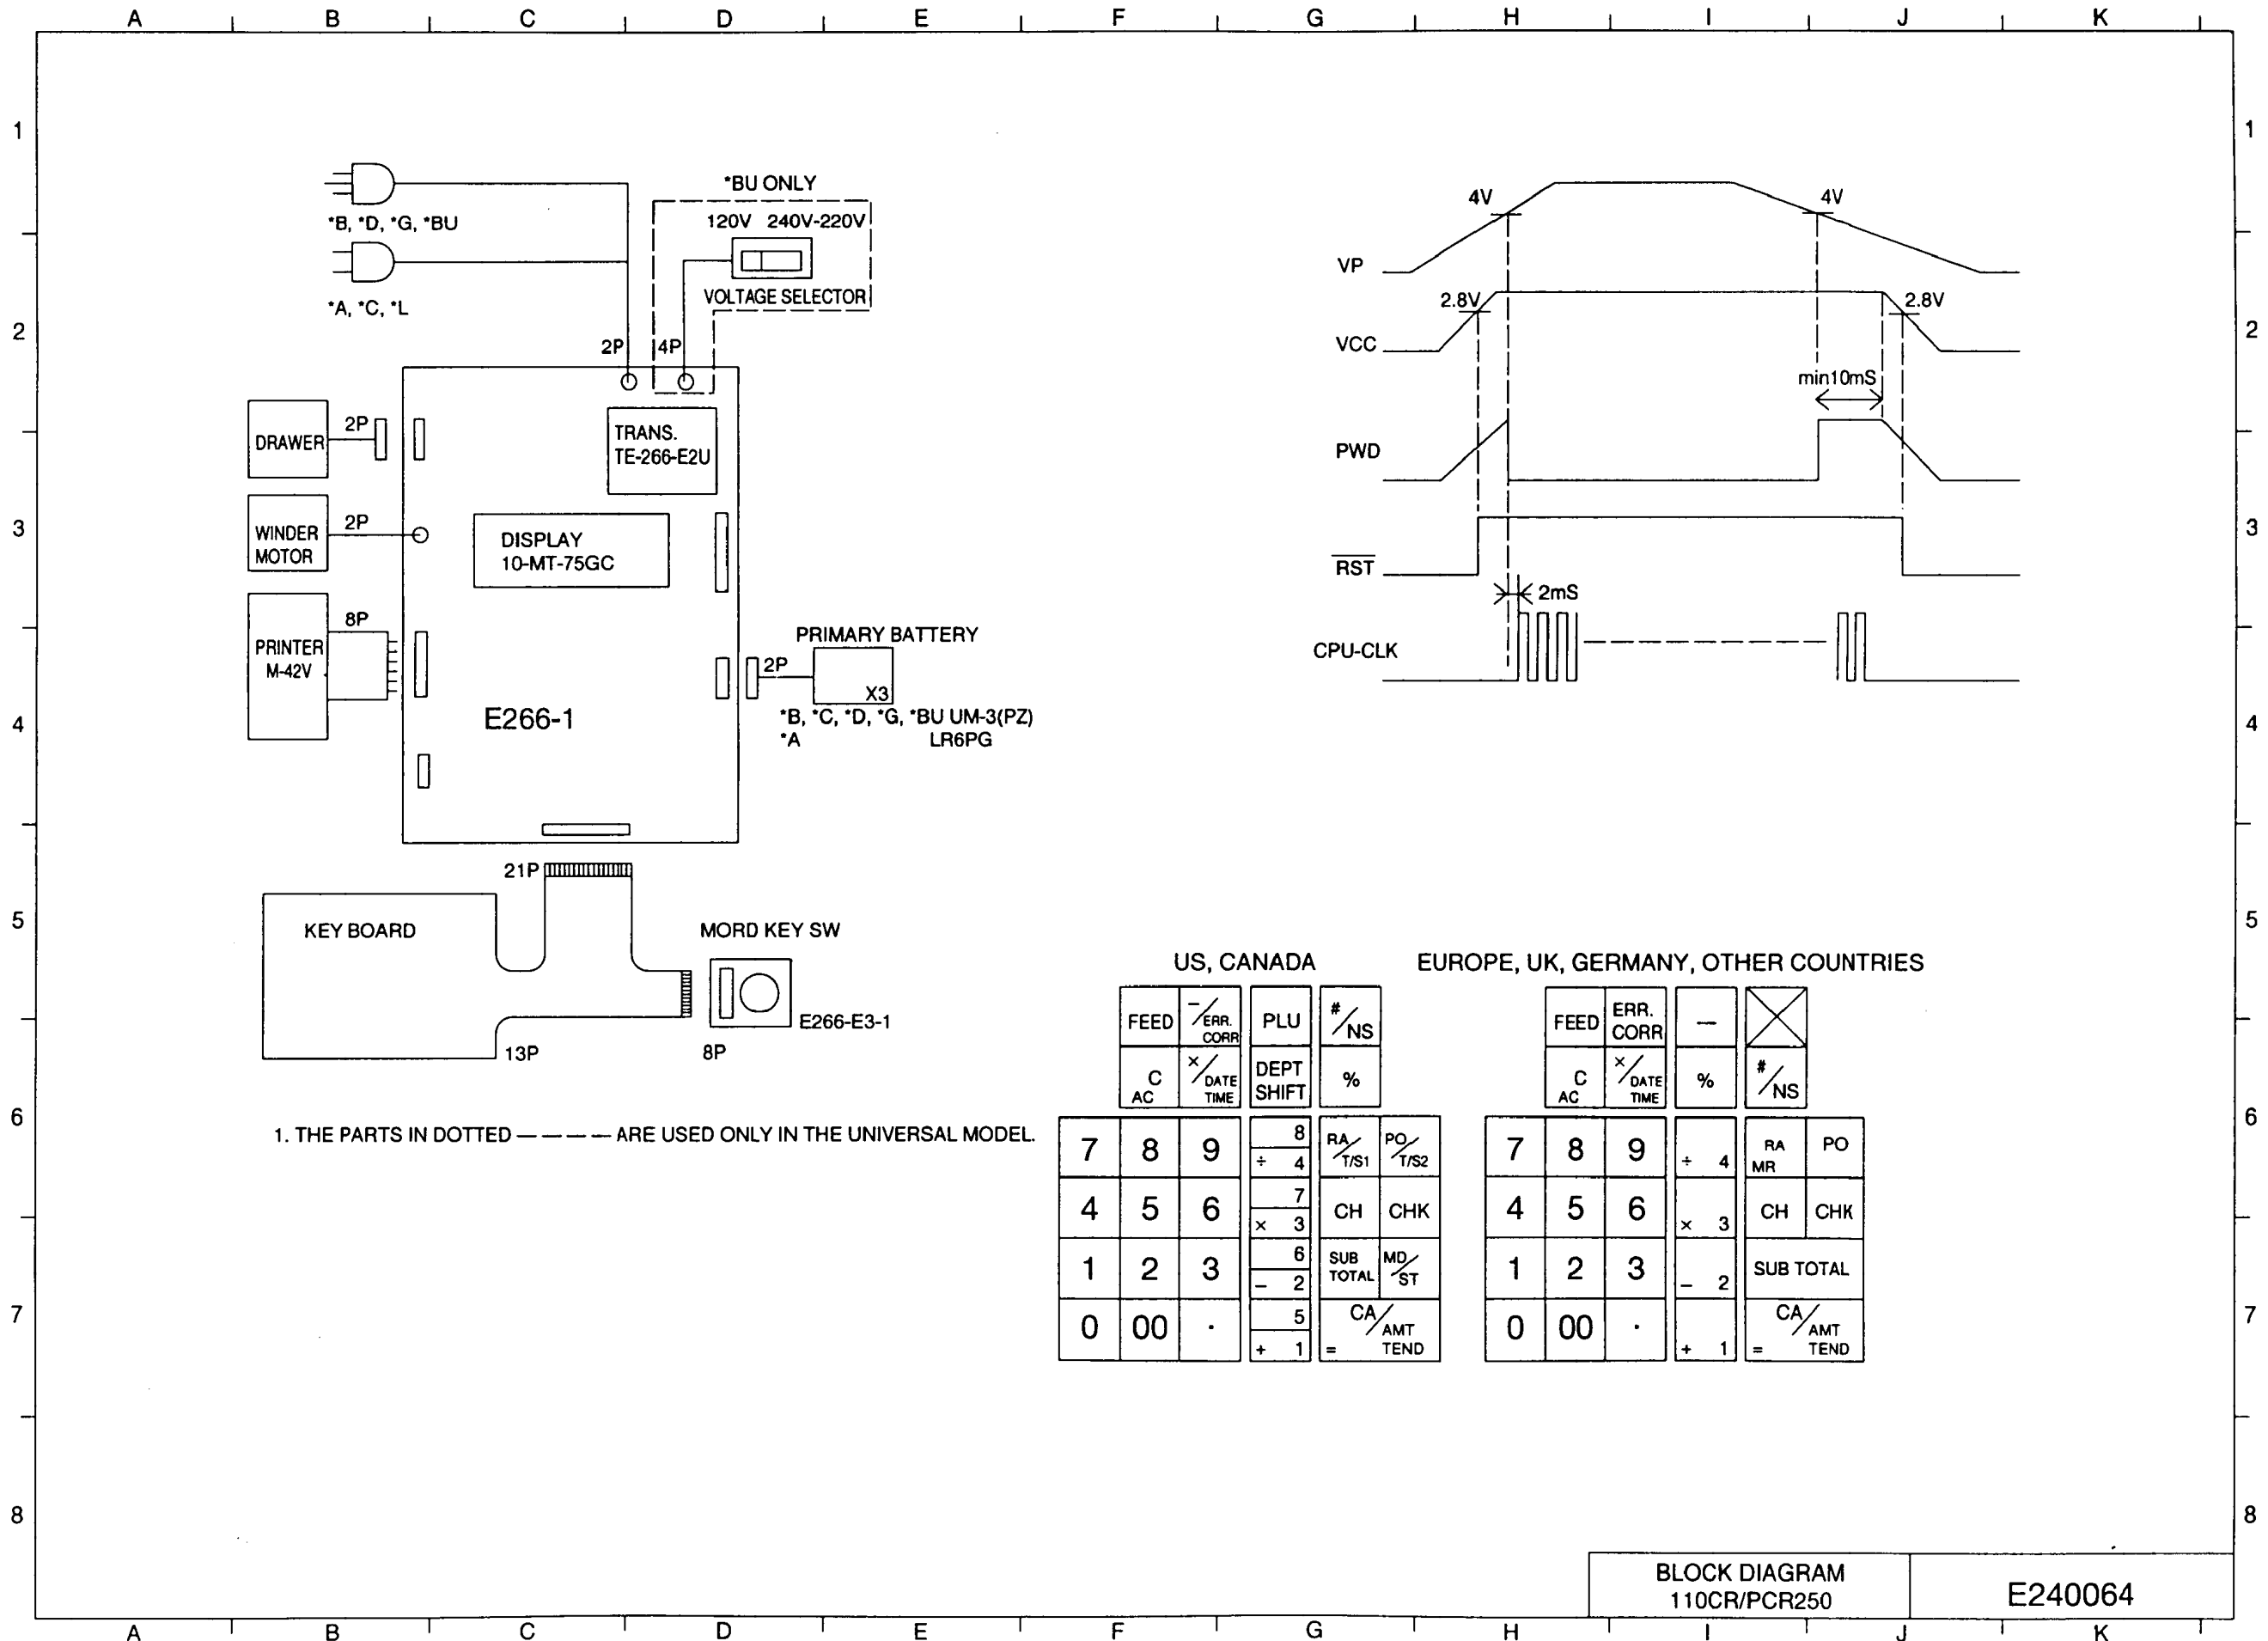 A B C D E F G H I J K
1 1
2 2
3 3
4 4
5 5
6 6
7 7
8 8
*B, *D, *G, *BU
*A, *C, *L
*BU ONLY
120V 240V-220V
VOLTAGE SELECTOR
2P 4P
DRAWER
2P
TRANS.
TE-266-E2U
WINDER
MOTOR
2P
DISPLAY
10-MT-75GC
PRINTER
M-42V
8P
E266-1
PRIMARY BATTERY
2P
X3
*B, *C, *D, *G, *BU UM-3(PZ)
*A LR6PG
21P
KEY BOARD
13P
MORD KEY SW
E266-E3-1
8P
1. THE PARTS IN DOTTED ———— ARE USED ONLY IN THE UNIVERSAL MODEL.
4V 4V
VP
2.8V 2.8V
VCC
min10mS
PWD
RST
2mS
CPU-CLK
US, CANADA
FEED −/ERR. CORR PLU #/NS
C AC ×/DATE TIME DEPT SHIFT %
7 8 9 8 ÷ 4 RA/T/S1 PO/T/S2
4 5 6 7 × 3 CH CHK
1 2 3 6 − 2 SUB TOTAL MD/ST
0 00 · 5 + 1 CA/AMT TEND =
EUROPE, UK, GERMANY, OTHER COUNTRIES
FEED ERR. CORR −
C AC ×/DATE TIME % #/NS
7 8 9 ÷ 4 RA MR PO
4 5 6 × 3 CH CHK
1 2 3 − 2 SUB TOTAL
0 00 · + 1 CA/AMT TEND =
BLOCK DIAGRAM
110CR/PCR250
E240064
A B C D E F G H I J K